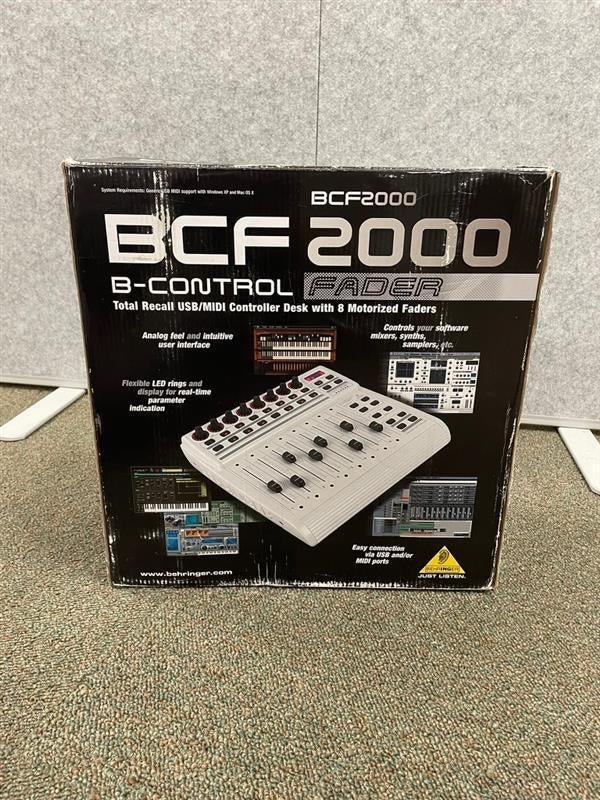 System Requirements: Generic USB MIDI support with Windows XP and Mac OS X
BCF2000
BCF 2000
B-CONTROL FADER
Total Recall USB/MIDI Controller Desk with 8 Motorized Faders
Analog feel and intuitive
user interface
Controls your software
mixers, synths,
samplers, etc.
Flexible LED rings and
display for real-time
parameter
indication
Easy connection
via USB and/or
MIDI ports
www.behringer.com
BEHRINGER
JUST LISTEN.